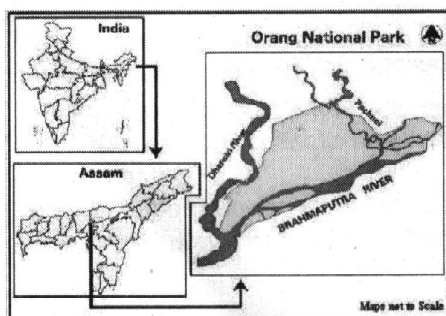 India
Orang National Park
Assam
Dhansiri River
Pachnoi
BRAHMAPUTRA RIVER
Maps not to Scale